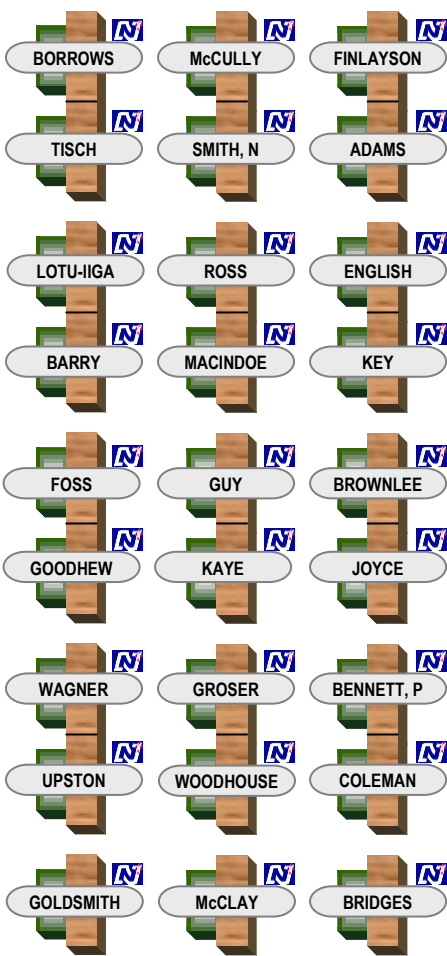 BORROWS McCULLY FINLAYSON
TISCH SMITH, N ADAMS
LOTU-IIGA ROSS ENGLISH
BARRY MACINDOE KEY
FOSS GUY BROWNLEE
GOODHEW KAYE JOYCE
WAGNER GROSER BENNETT, P
UPSTON WOODHOUSE COLEMAN
GOLDSMITH McCLAY BRIDGES